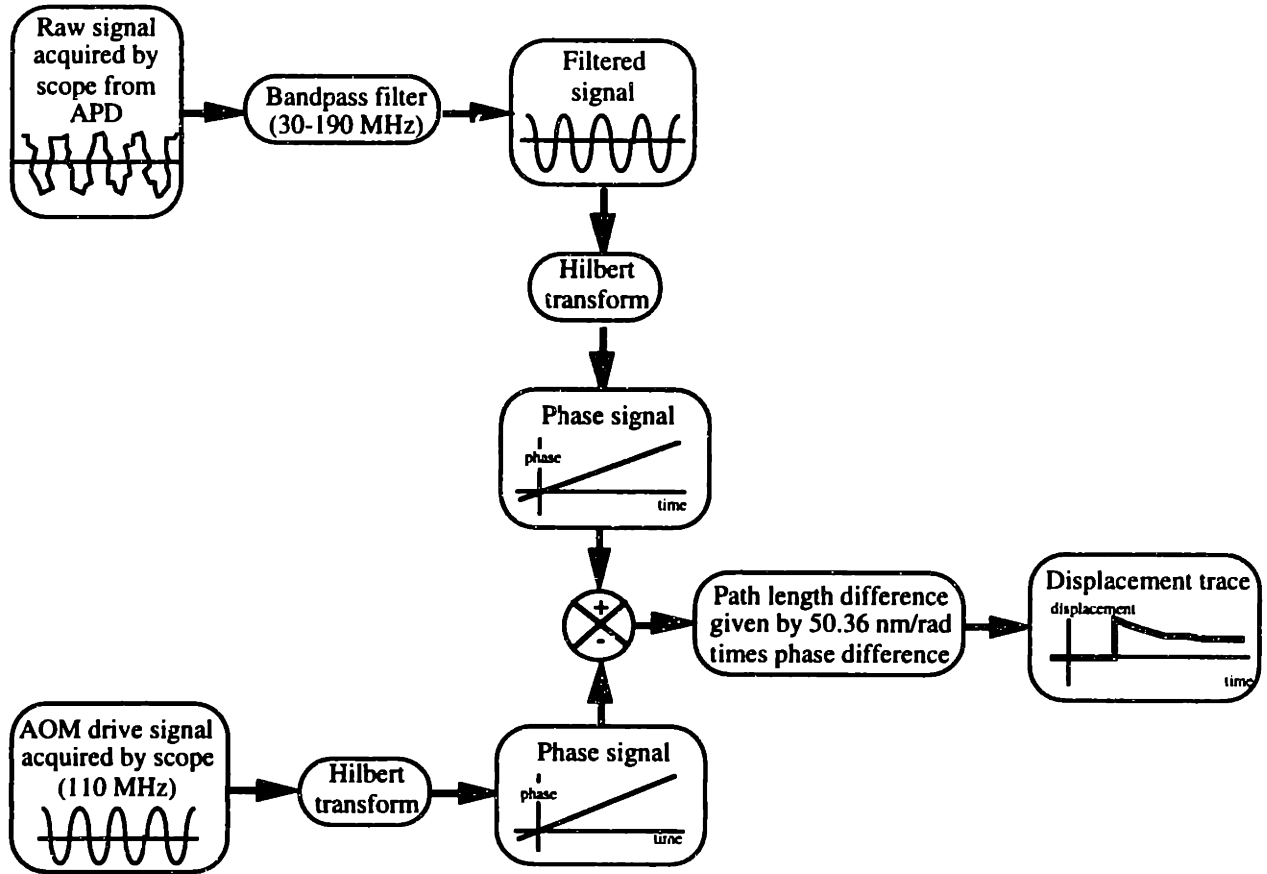 Raw signal
acquired by
scope from
APD
Bandpass filter
(30-190 MHz)
Filtered
signal
Hilbert
transform
Phase signal
phase
time
+
-
Path length difference
given by 50.36 nm/rad
times phase difference
Displacement trace
displacement
time
AOM drive signal
acquired by scope
(110 MHz)
Hilbert
transform
Phase signal
phase
time